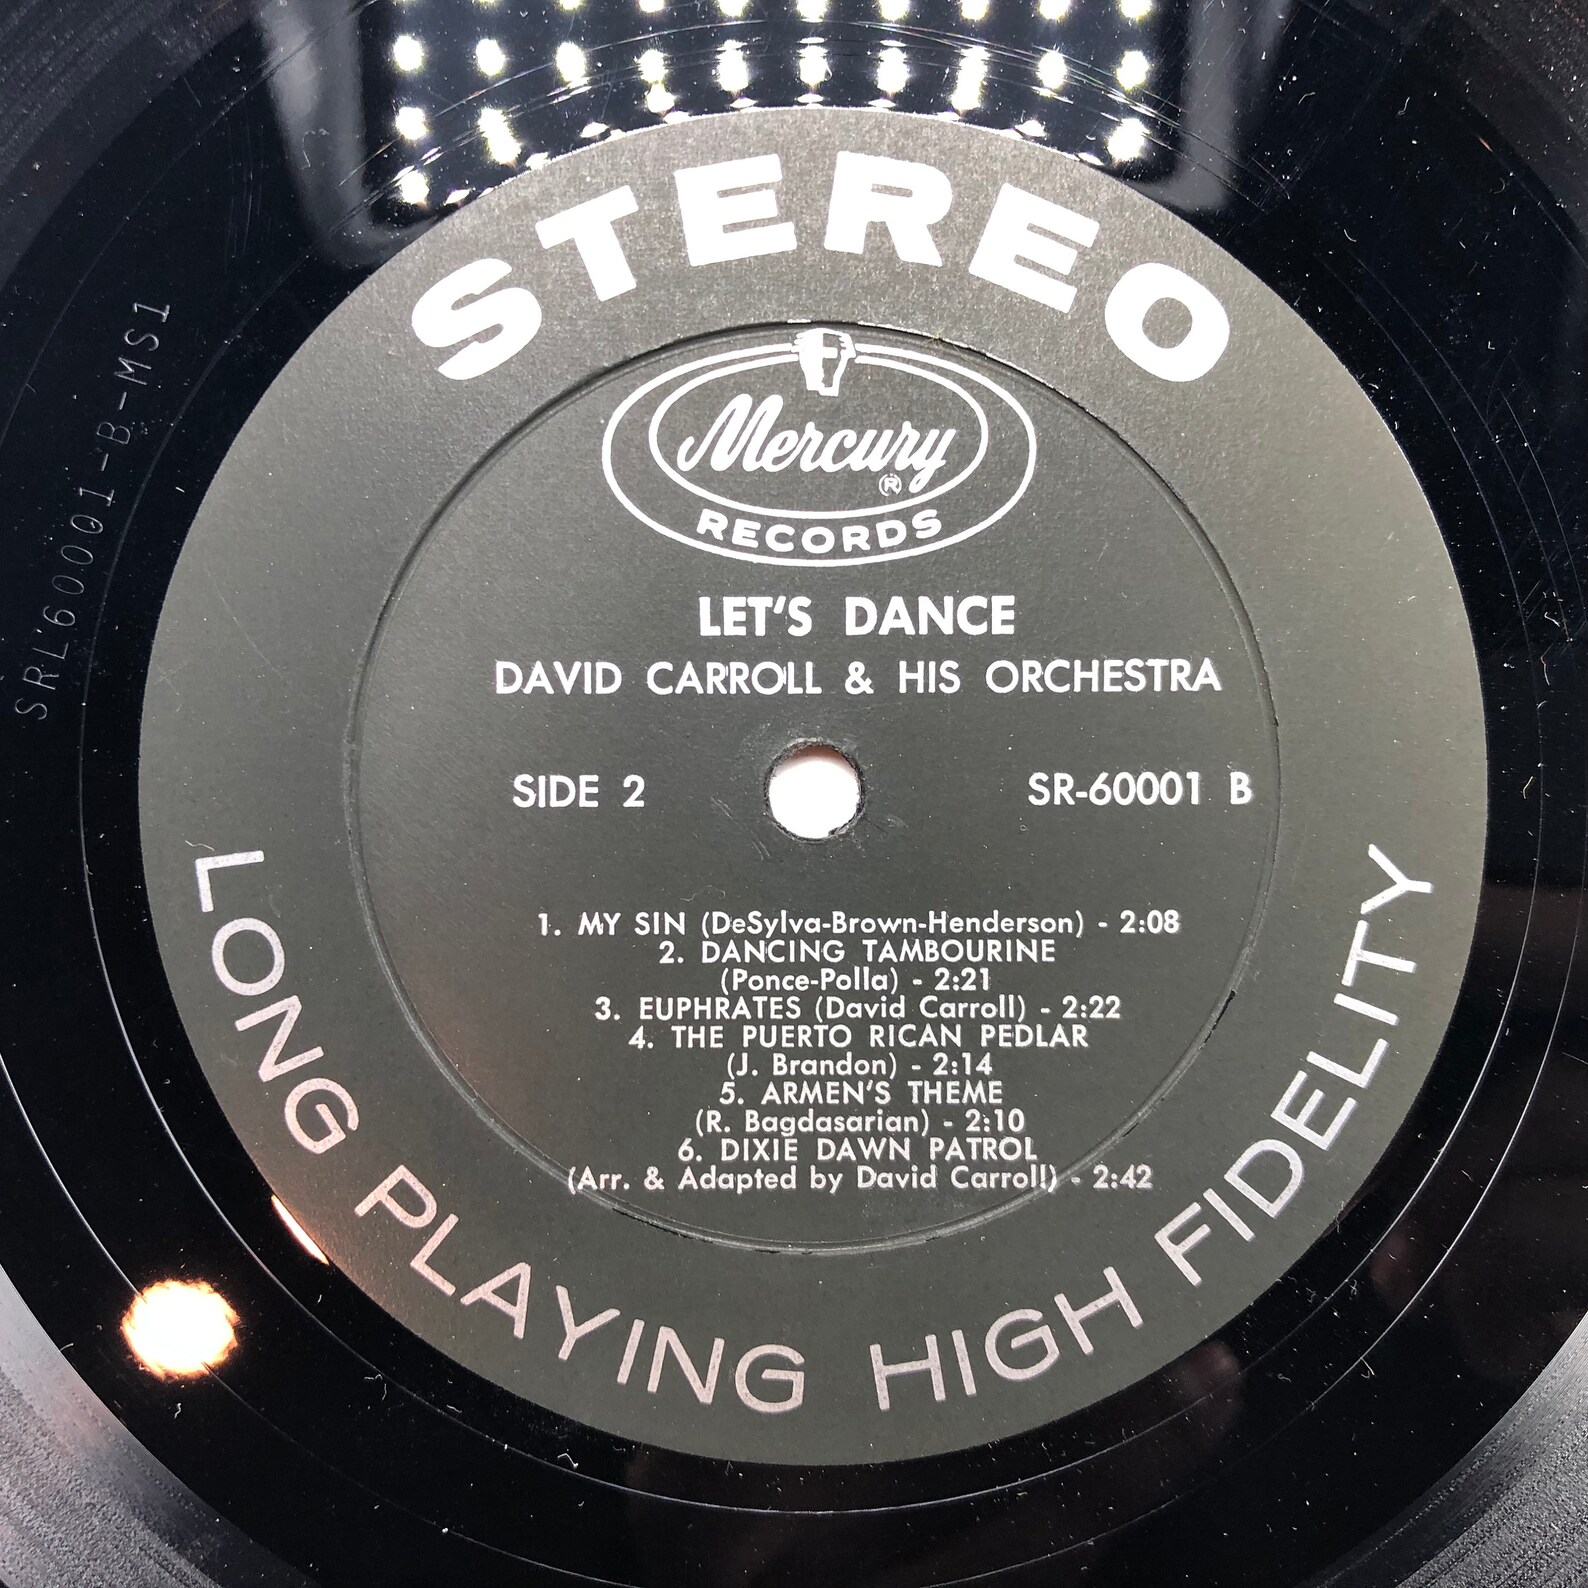 STEREO
Mercury
®
RECORDS
LET'S DANCE
DAVID CARROLL & HIS ORCHESTRA
SIDE 2
SR-60001 B
1. MY SIN (DeSylva-Brown-Henderson) - 2:08
2. DANCING TAMBOURINE
(Ponce-Polla) - 2:21
3. EUPHRATES (David Carroll) - 2:22
4. THE PUERTO RICAN PEDLAR
(J. Brandon) - 2:14
5. ARMEN'S THEME
(R. Bagdasarian) - 2:10
6. DIXIE DAWN PATROL
(Arr. & Adapted by David Carroll) - 2:42
LONG PLAYING HIGH FIDELITY
SRL60001-B-MS1